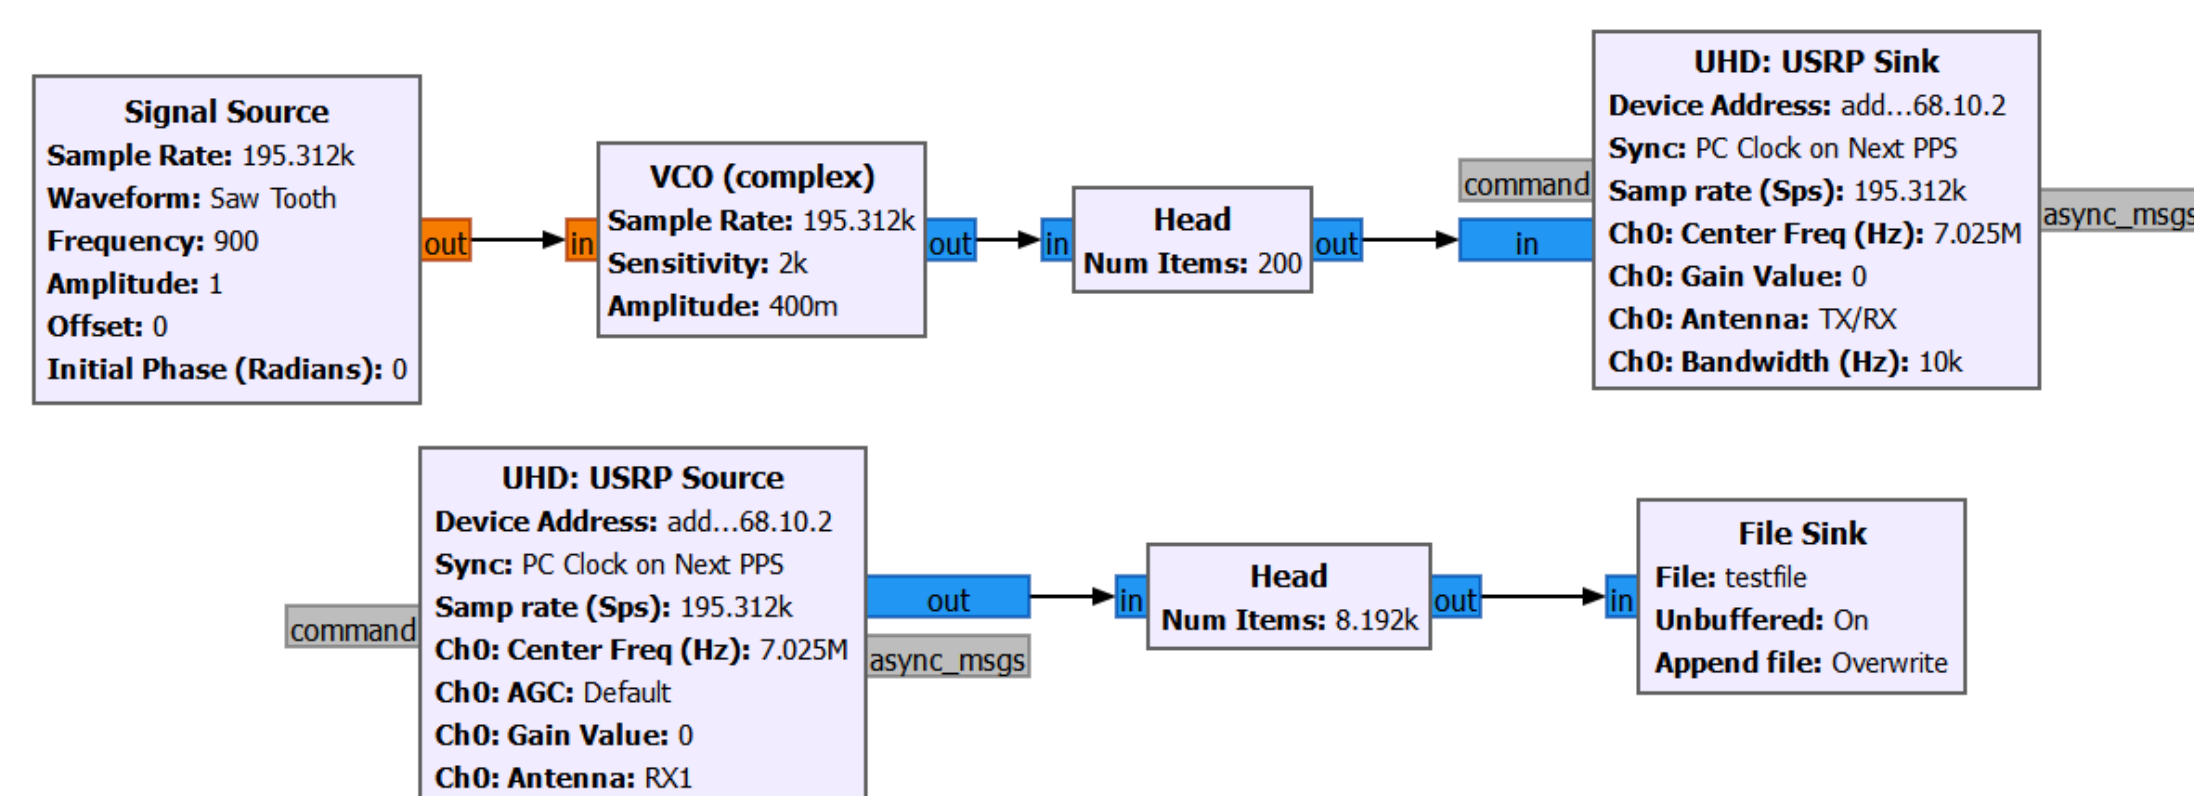 Signal Source
Sample Rate: 195.312k
Waveform: Saw Tooth
Frequency: 900
Amplitude: 1
Offset: 0
Initial Phase (Radians): 0
out
in
VCO (complex)
Sample Rate: 195.312k
Sensitivity: 2k
Amplitude: 400m
out
in
Head
Num Items: 200
out
command
in
UHD: USRP Sink
Device Address: add...68.10.2
Sync: PC Clock on Next PPS
Samp rate (Sps): 195.312k
Ch0: Center Freq (Hz): 7.025M
Ch0: Gain Value: 0
Ch0: Antenna: TX/RX
Ch0: Bandwidth (Hz): 10k
async_msgs
command
UHD: USRP Source
Device Address: add...68.10.2
Sync: PC Clock on Next PPS
Samp rate (Sps): 195.312k
Ch0: Center Freq (Hz): 7.025M
Ch0: AGC: Default
Ch0: Gain Value: 0
Ch0: Antenna: RX1
out
async_msgs
in
Head
Num Items: 8.192k
out
in
File Sink
File: testfile
Unbuffered: On
Append file: Overwrite